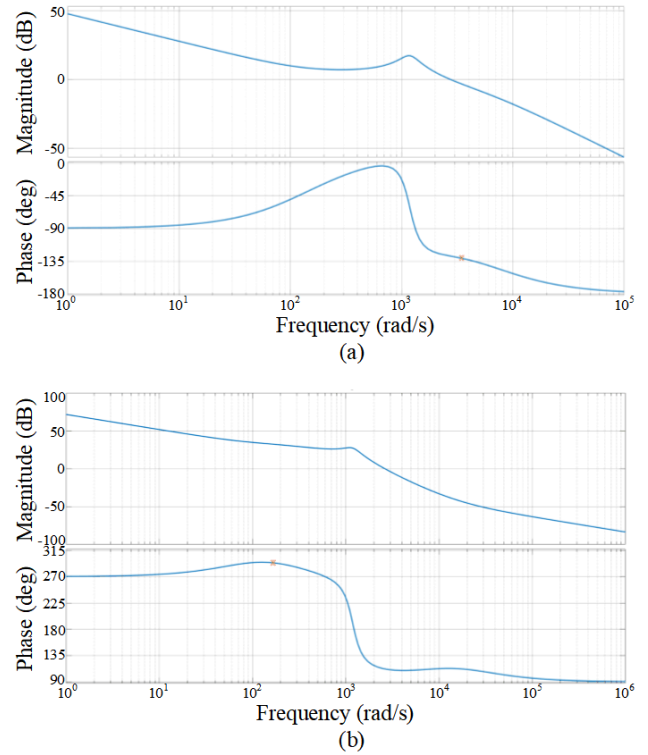 50
0
-50
Magnitude (dB)
0
-45
-90
-135
-180
Phase (deg)
10^0 10^1 10^2 10^3 10^4 10^5
Frequency (rad/s)
(a)
100
50
0
-50
-100
Magnitude (dB)
315
270
225
180
135
90
Phase (deg)
10^0 10^1 10^2 10^3 10^4 10^5 10^6
Frequency (rad/s)
(b)